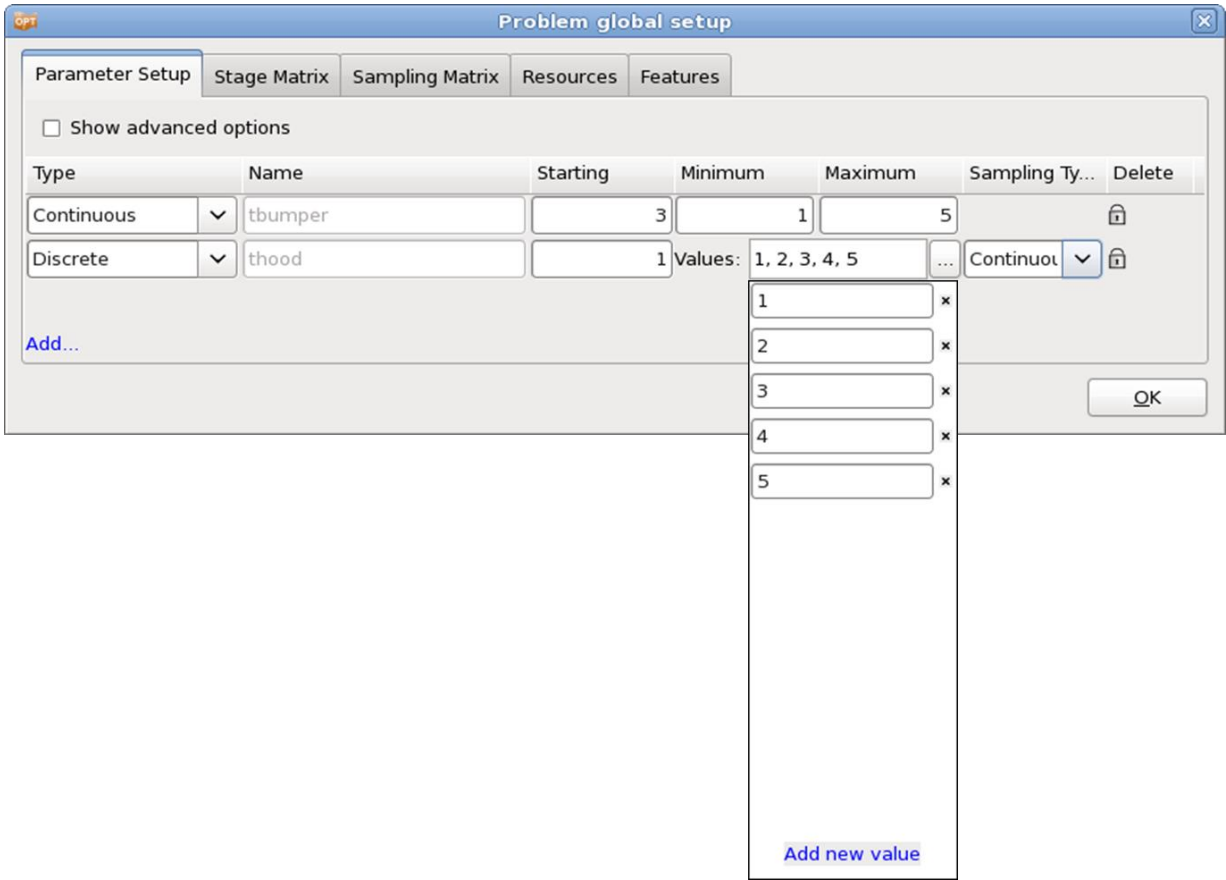 OPT Problem global setup
Parameter Setup Stage Matrix Sampling Matrix Resources Features
Show advanced options
Type Name Starting Minimum Maximum Sampling Ty... Delete
Continuous tbumper 3 1 5
Discrete thood 1 Values: 1, 2, 3, 4, 5 ... Continuou
1
2
Add...
3
OK
4
5
Add new value